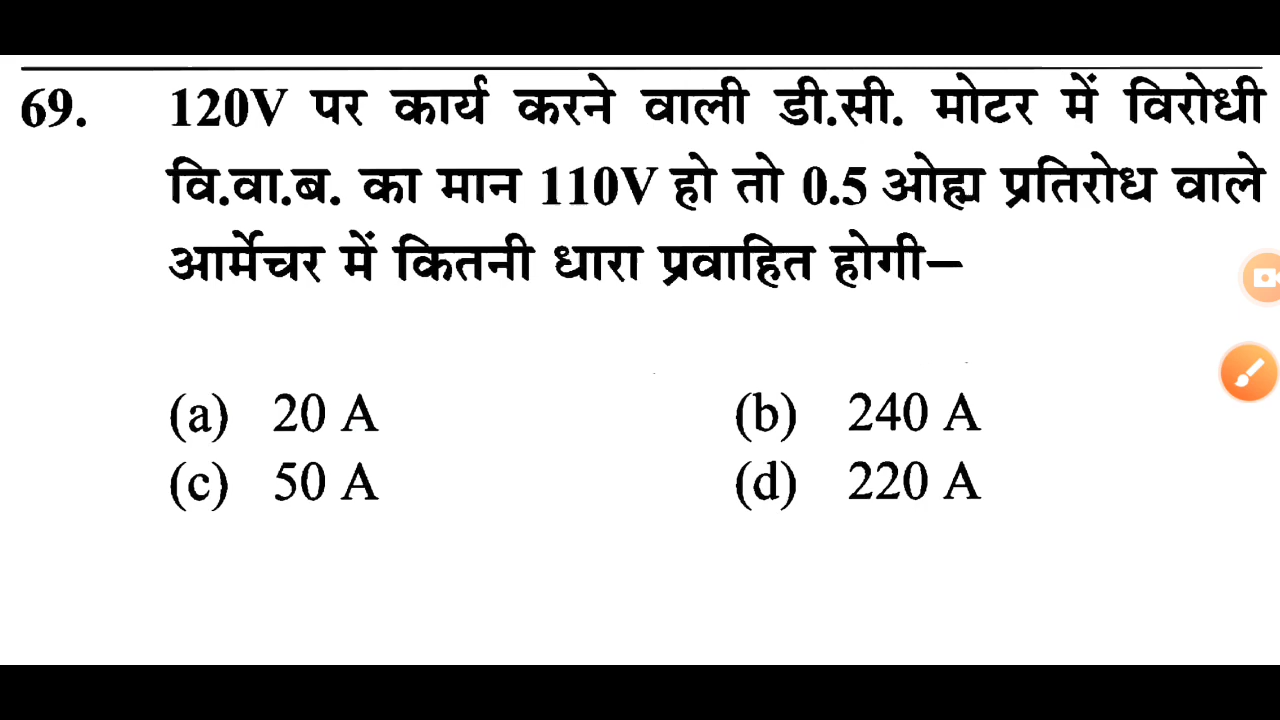 69. 120V पर कार्य करने वाली डी.सी. मोटर में विरोधी
वि.वा.ब. का मान 110V हो तो 0.5 ओह्म प्रतिरोध वाले
आर्मेचर में कितनी धारा प्रवाहित होगी–
(a) 20 A (b) 240 A
(c) 50 A (d) 220 A